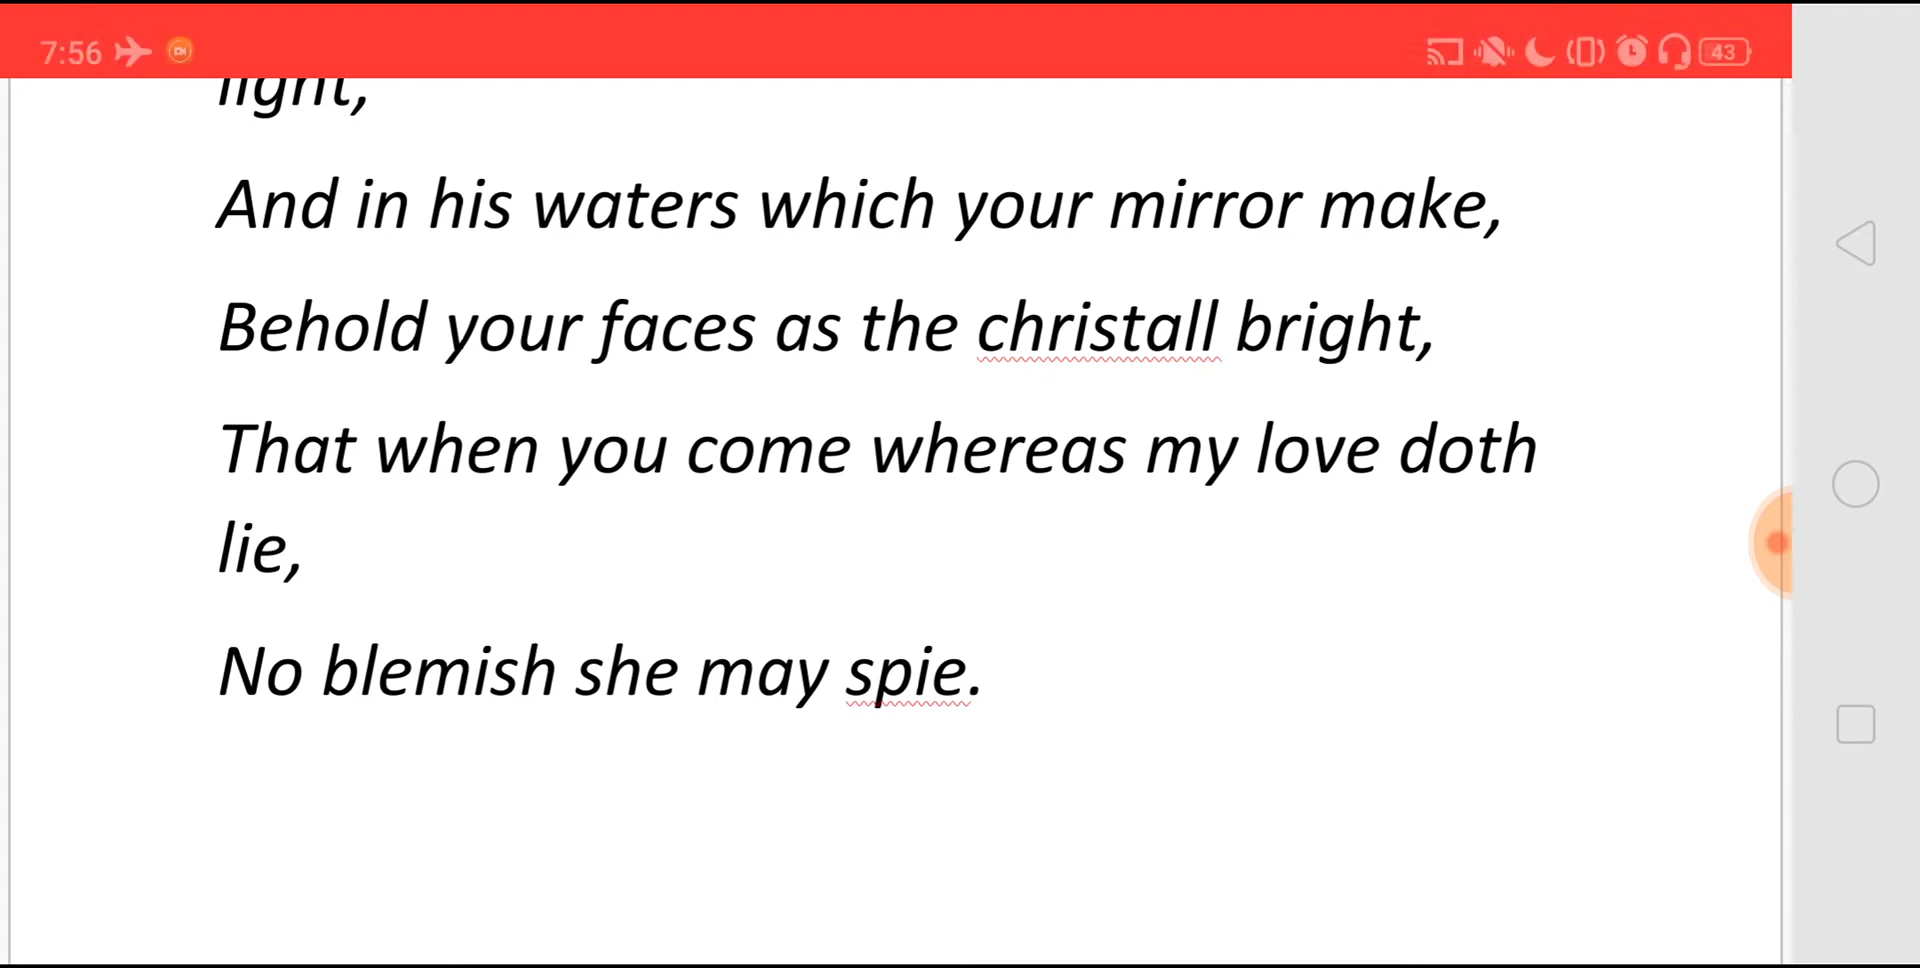 7:56
43
light,
And in his waters which your mirror make,
Behold your faces as the christall bright,
That when you come whereas my love doth
lie,
No blemish she may spie.